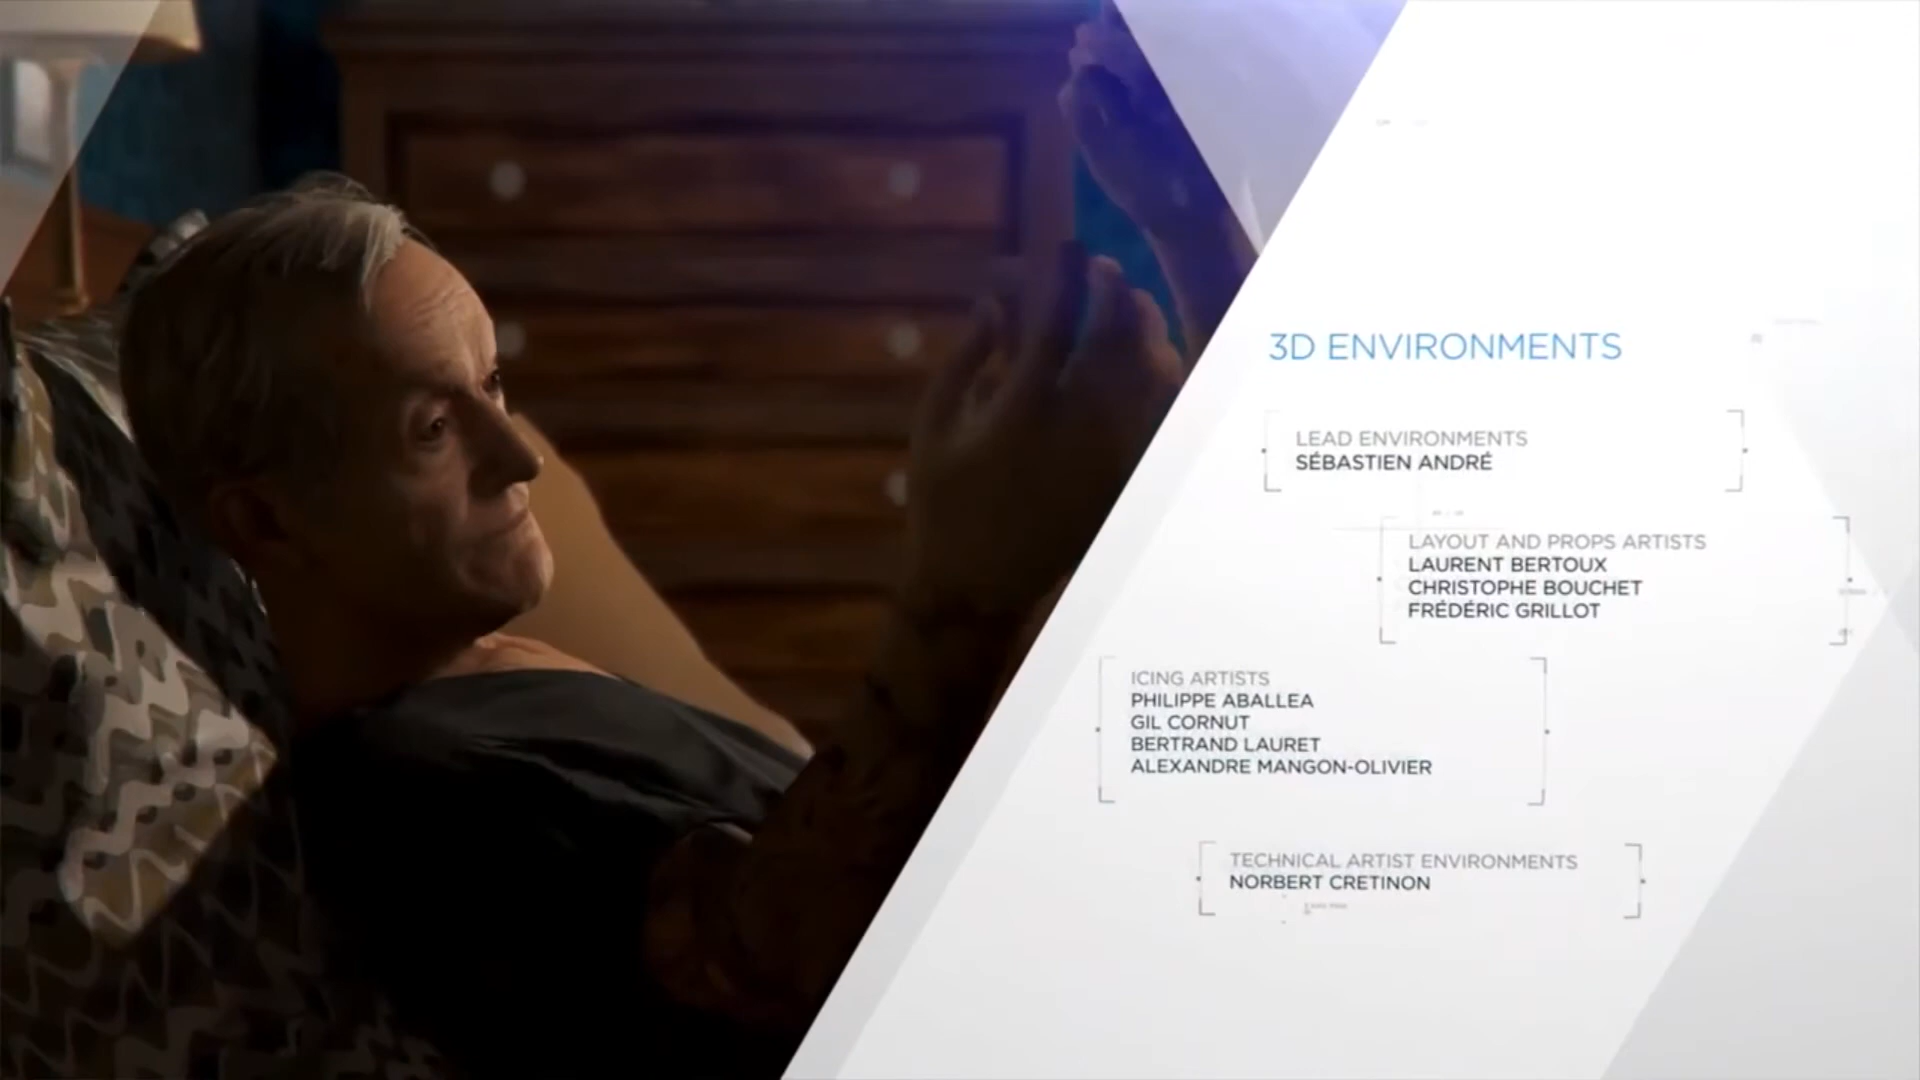 3D ENVIRONMENTS
LEAD ENVIRONMENTS
SÉBASTIEN ANDRÉ
LAYOUT AND PROPS ARTISTS
LAURENT BERTOUX
CHRISTOPHE BOUCHET
FRÉDÉRIC GRILLOT
ICING ARTISTS
PHILIPPE ABALLEA
GIL CORNUT
BERTRAND LAURET
ALEXANDRE MANGON-OLIVIER
TECHNICAL ARTIST ENVIRONMENTS
NORBERT CRETINON